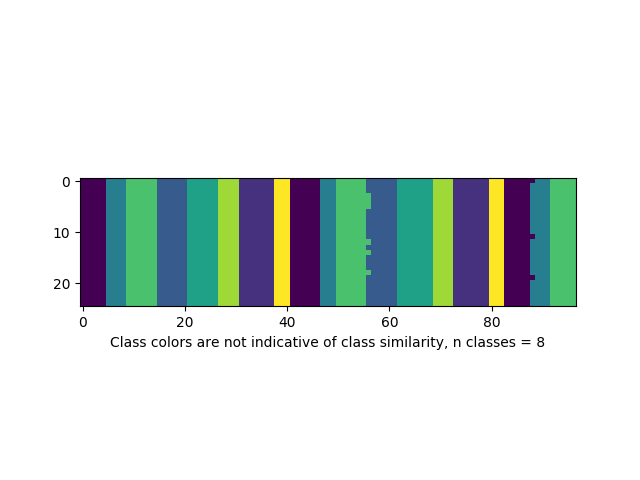 0
10
20
0 20 40 60 80
Class colors are not indicative of class similarity, n classes = 8